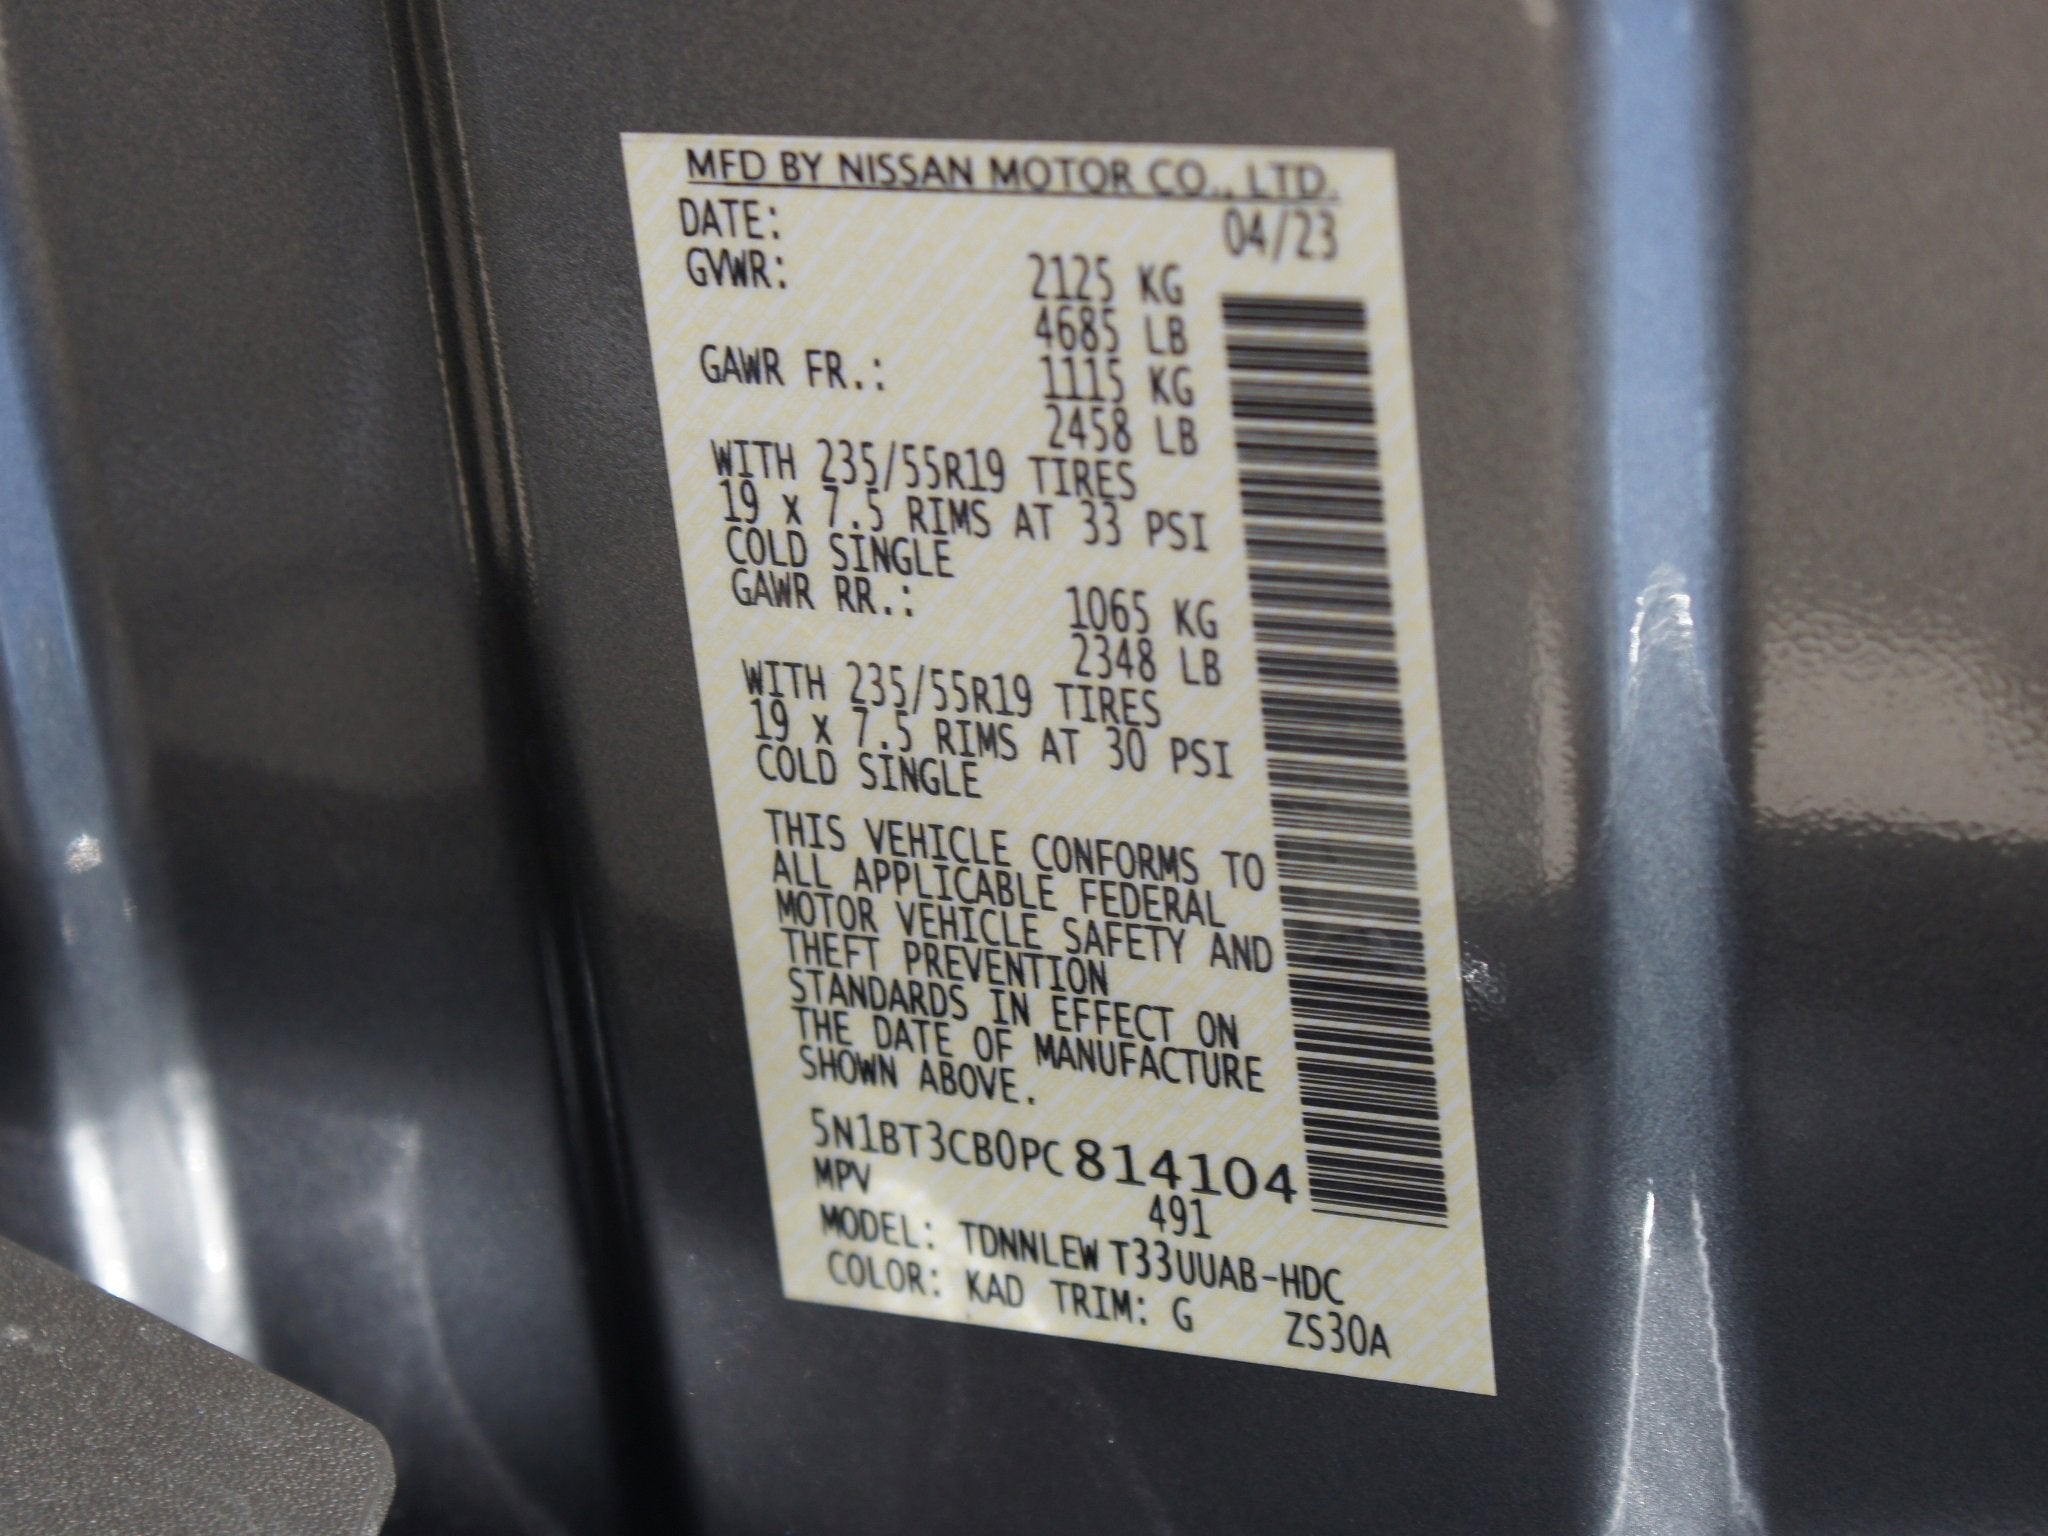 MFD BY NISSAN MOTOR CO., LTD.
DATE: 04/23
GVWR: 2125 KG
4685 LB
GAWR FR.: 1115 KG
2458 LB
WITH 235/55R19 TIRES
19 x 7.5 RIMS AT 33 PSI
COLD SINGLE
GAWR RR.: 1065 KG
2348 LB
WITH 235/55R19 TIRES
19 x 7.5 RIMS AT 30 PSI
COLD SINGLE
THIS VEHICLE CONFORMS TO
ALL APPLICABLE FEDERAL
MOTOR VEHICLE SAFETY AND
THEFT PREVENTION
STANDARDS IN EFFECT ON
THE DATE OF MANUFACTURE
SHOWN ABOVE.
5N1BT3CB0PC814104
MPV 491
MODEL: TDNNLEW T33UUAB-HDC
COLOR: KAD TRIM: G ZS30A